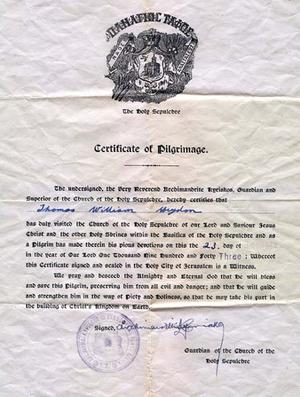 The Holy Sepulchre
Certificate of Pilgrimage.
The undersigned, the Very Reverend Archimandrite Kyriakos, Guardian and
Superior of the Church of the Holy Sepulchre, hereby certifies that
Thomas William
has duly visited the Church of the Holy Sepulchre of our Lord and Saviour Jesus
Christ and the other Holy Shrines within the Basilica of the Holy Sepulchre and as
a Pilgrim has made therein his pious devotions on this the 23. day of
in the year of Our Lord One Thousand Nine Hundred and Forty Three; Whereof
this Certificate signed and sealed in the Holy City of Jerusalem is a Witness.
We pray and beseech the Almighty and Eternal God that he will bless
and save this Pilgrim, preserving him from all evil and danger; and that he will guide
and strengthen him in the way of Piety and Holiness, so that he may take his part in
the building of Christ's Kingdom on Earth.
Signed,
Guardian of the Church of the
Holy Sepulchre